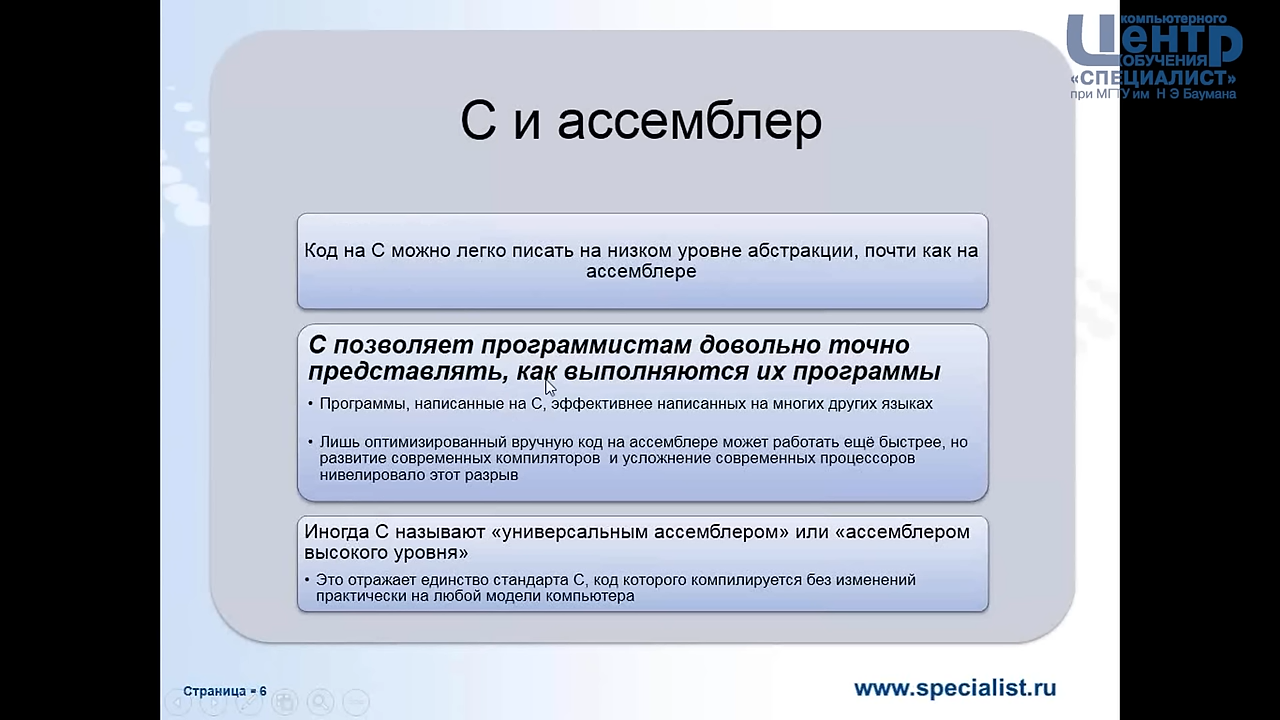 компьютерного
Центр
ОБУЧЕНИЯ
«СПЕЦИАЛИСТ»
при МГТУ им Н Э Баумана
С и ассемблер
Код на С можно легко писать на низком уровне абстракции, почти как на
ассемблере
С позволяет программистам довольно точно
представлять, как выполняются их программы
• Программы, написанные на С, эффективнее написанных на многих других языках
• Лишь оптимизированный вручную код на ассемблере может работать ещё быстрее, но
развитие современных компиляторов и усложнение современных процессоров
нивелировало этот разрыв
Иногда С называют «универсальным ассемблером» или «ассемблером
высокого уровня»
• Это отражает единство стандарта С, код которого компилируется без изменений
практически на любой модели компьютера
Страница = 6
www.specialist.ru